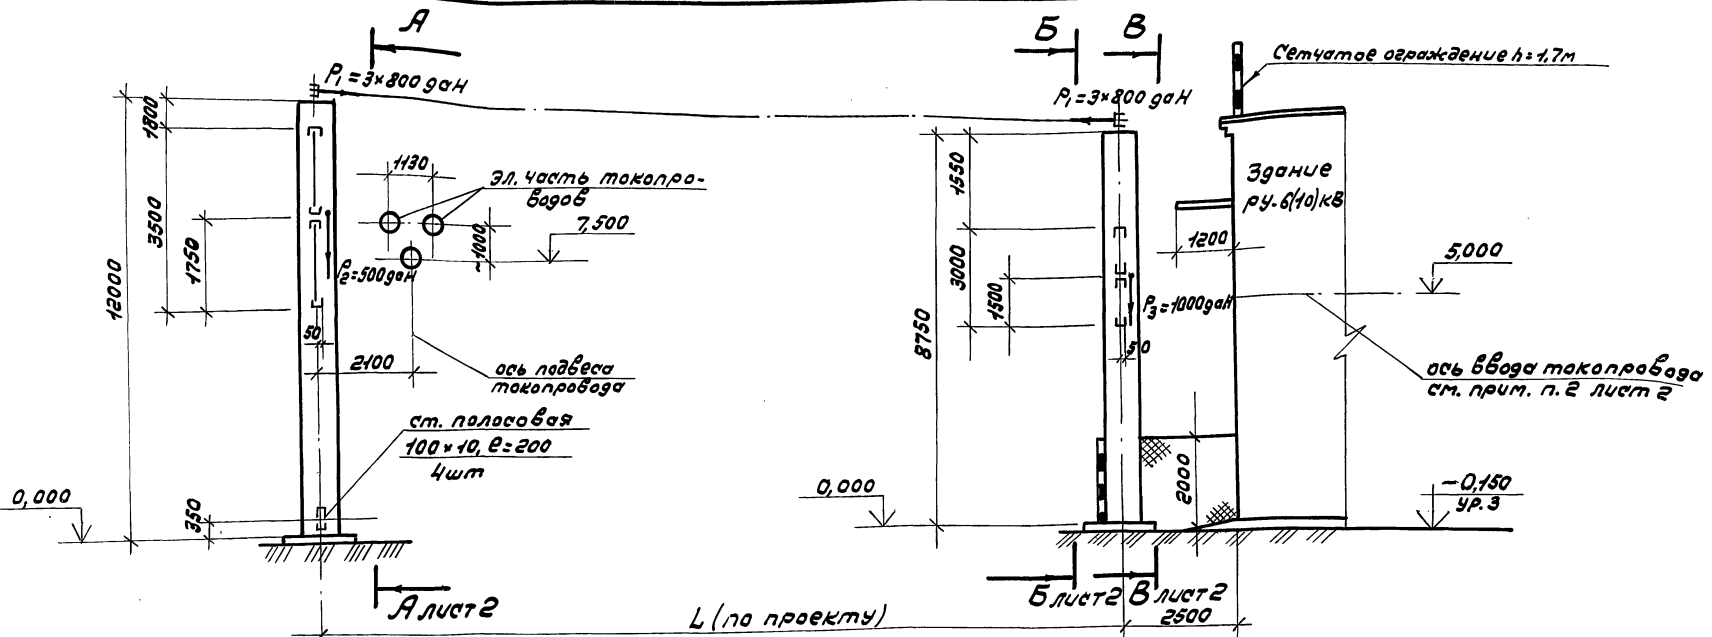 А
Б
В
Сетчатое ограждение h=1,7м
P₁=3×800 даН
P₁=3×800 даН
1800
3500
1750
12000
1130
Эл. часть токопро-
водов
7,500
~1000
P₂=500даН
50
2100
ось подвеса
токопровода
ст. полосовая
100×10, ℓ=200
4шт
0,000
350
А лист 2
1550
3000
1500
8750
P₃=1000даН
50
Здание
РУ-6(10)кВ
1200
5,000
ось ввода токопровода
см. прим. п.2 лист 2
2000
0,000
-0,150
ур.з
Б лист 2
В лист 2
L (по проекту)
2500